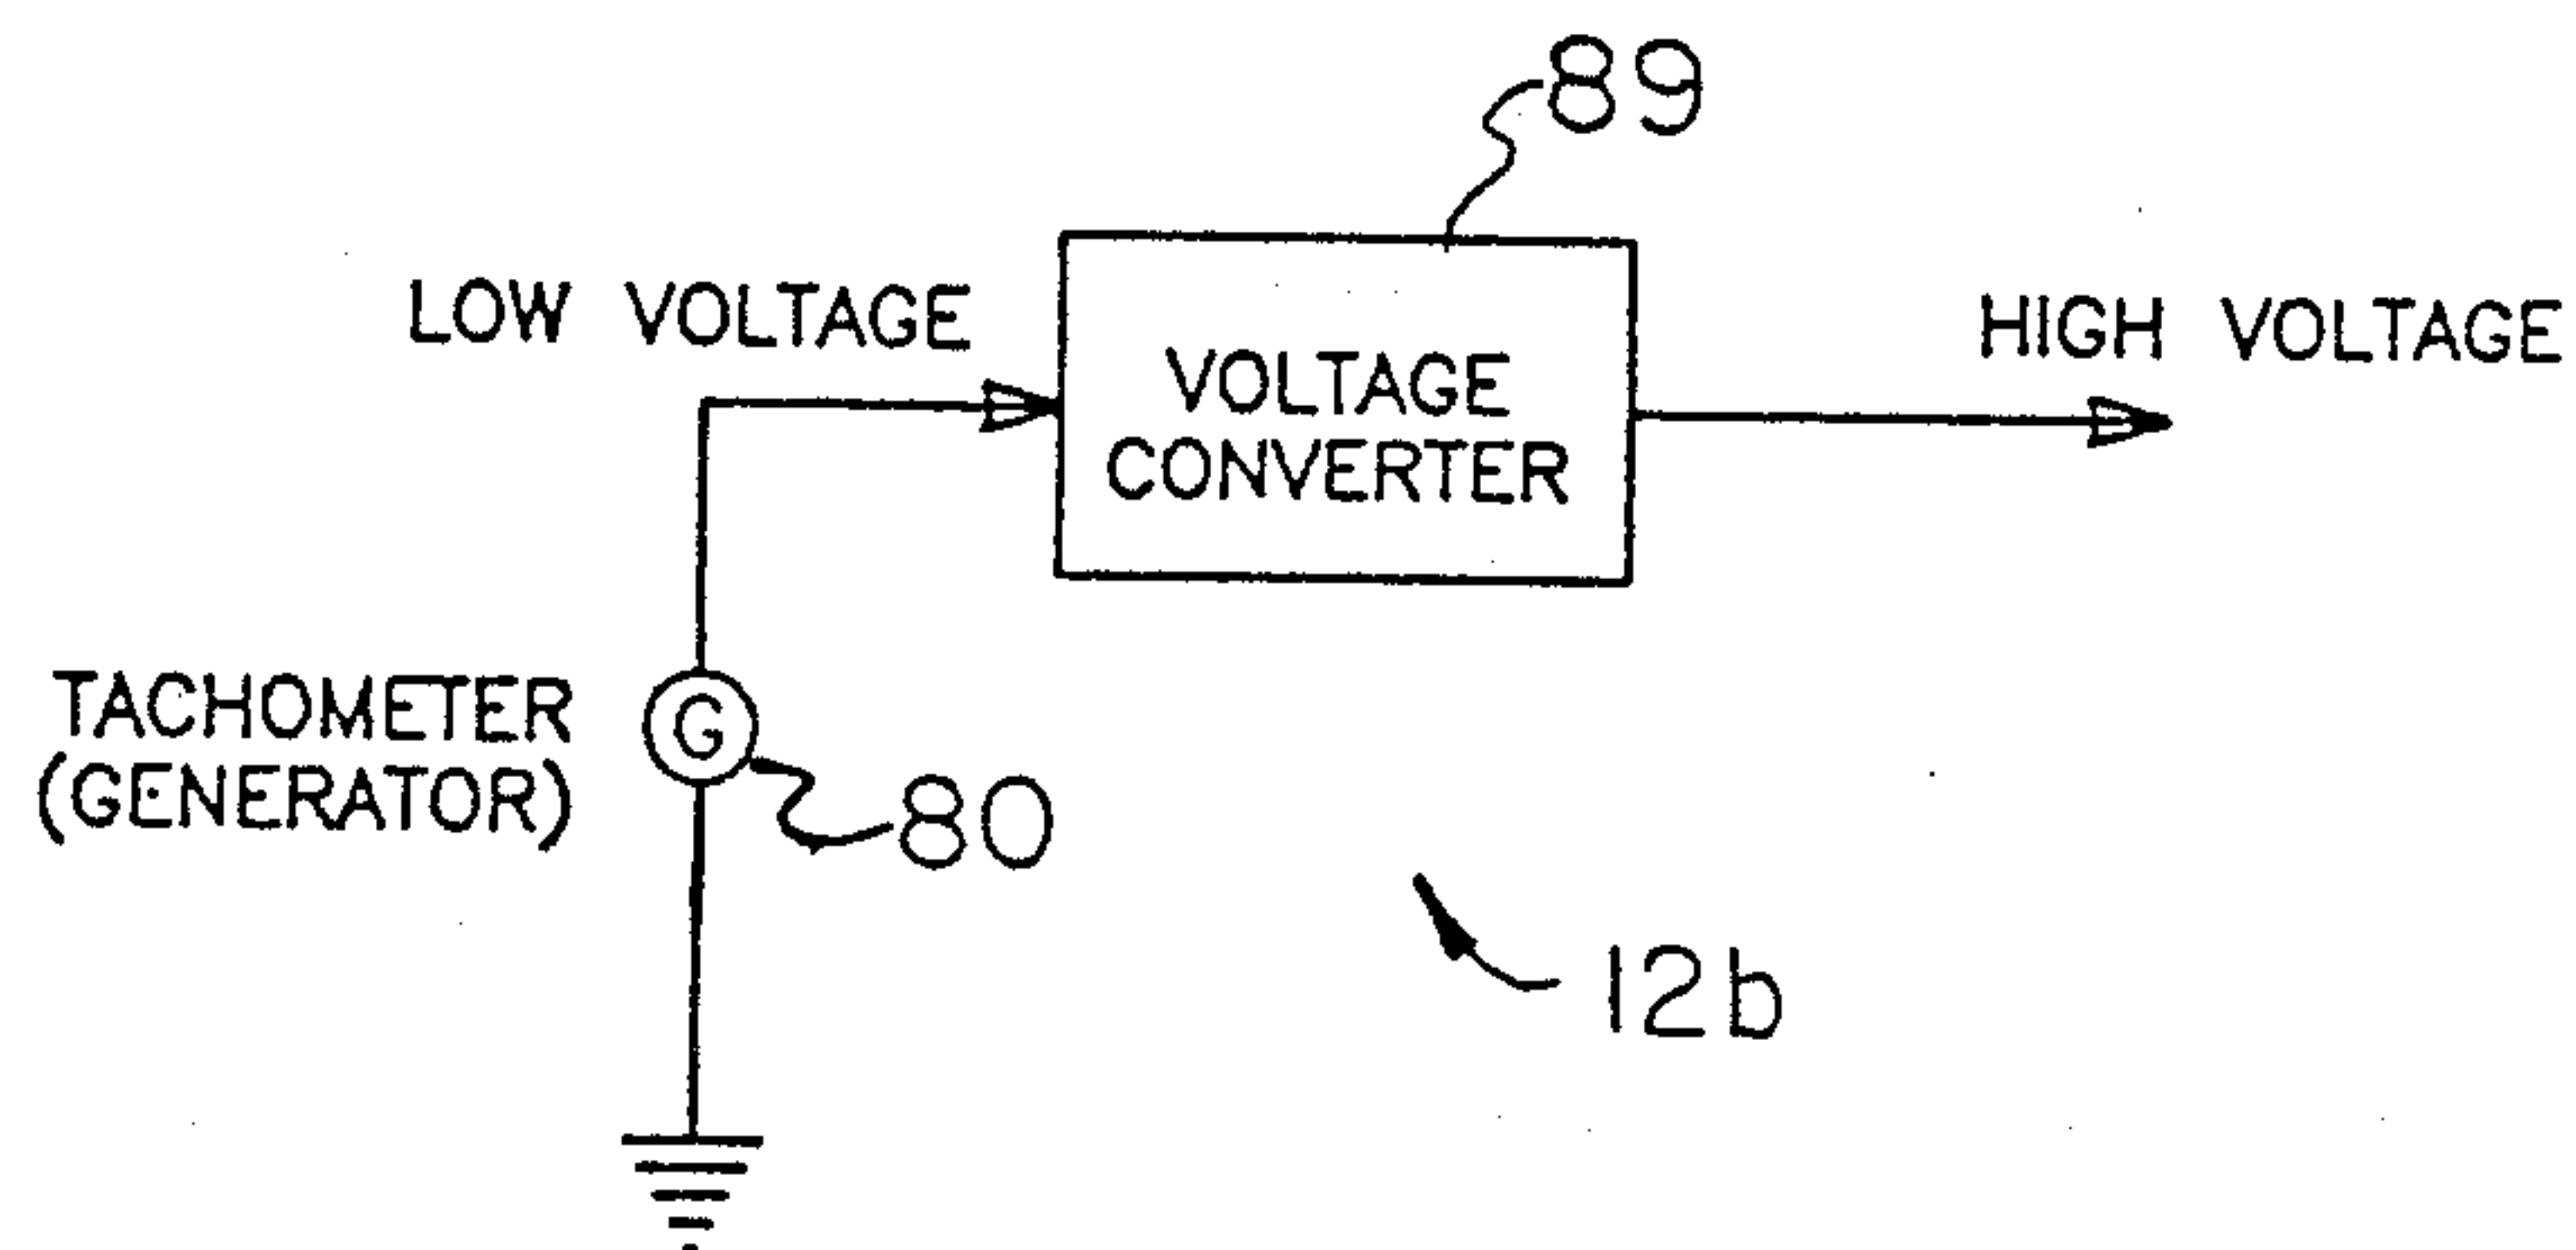 89
LOW VOLTAGE
HIGH VOLTAGE
VOLTAGE
CONVERTER
TACHOMETER
(GENERATOR)
G
80
12b